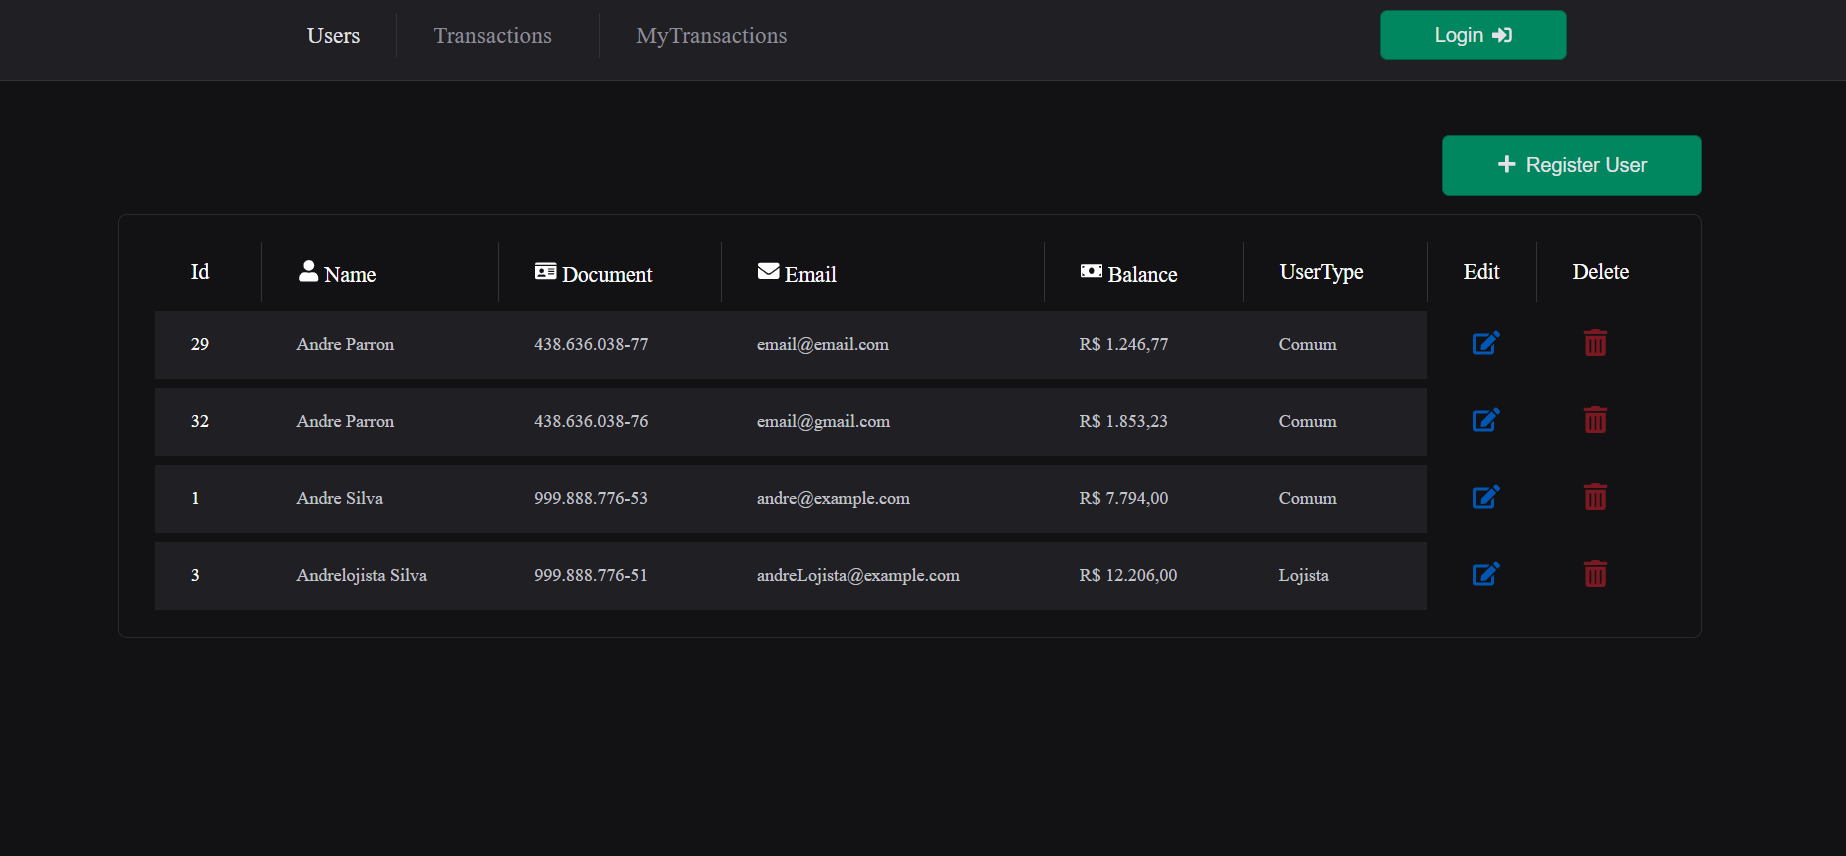 Users Transactions MyTransactions Login
Register User
Id Name Document Email Balance UserType Edit Delete
29 Andre Parron 438.636.038-77 email@email.com R$ 1.246,77 Comum
32 Andre Parron 438.636.038-76 email@gmail.com R$ 1.853,23 Comum
1 Andre Silva 999.888.776-53 andre@example.com R$ 7.794,00 Comum
3 Andrelojista Silva 999.888.776-51 andreLojista@example.com R$ 12.206,00 Lojista